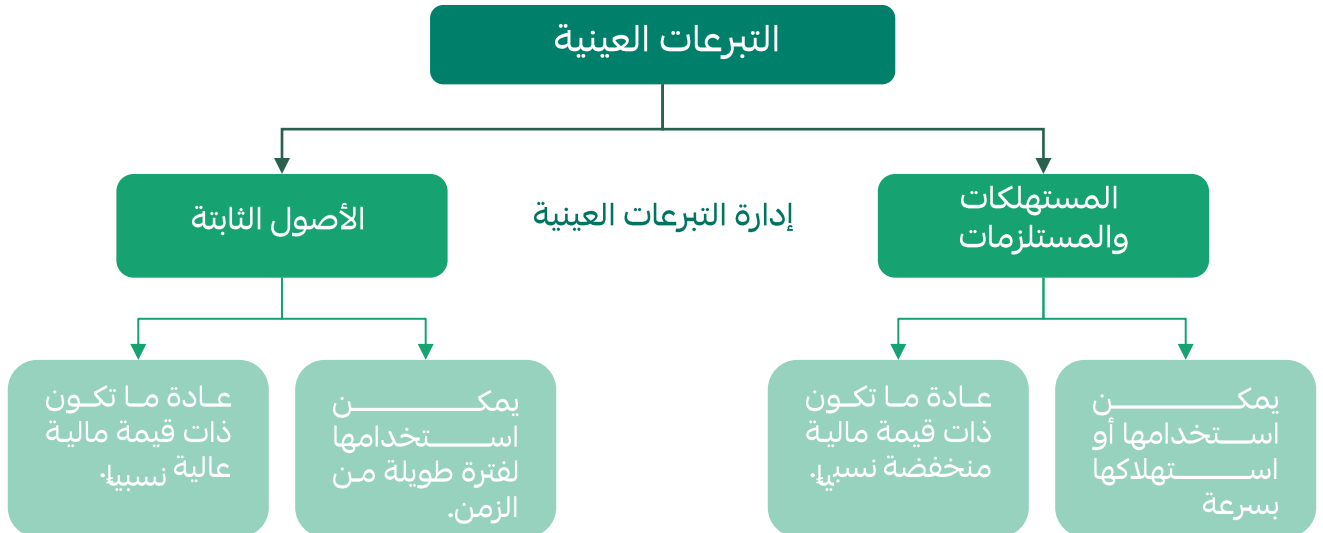 التبرعات العينية
المستهلكات
والمستلزمات
إدارة التبرعات العينية
الأصول الثابتة
يمكن
استخدامها أو
استهلاكها
بسرعة
عادة ما تكون
ذات قيمة مالية
منخفضة نسبياً.
يمكن
استخدامها
لفترة طويلة من
الزمن.
عادة ما تكون
ذات قيمة مالية
عالية نسبياً.